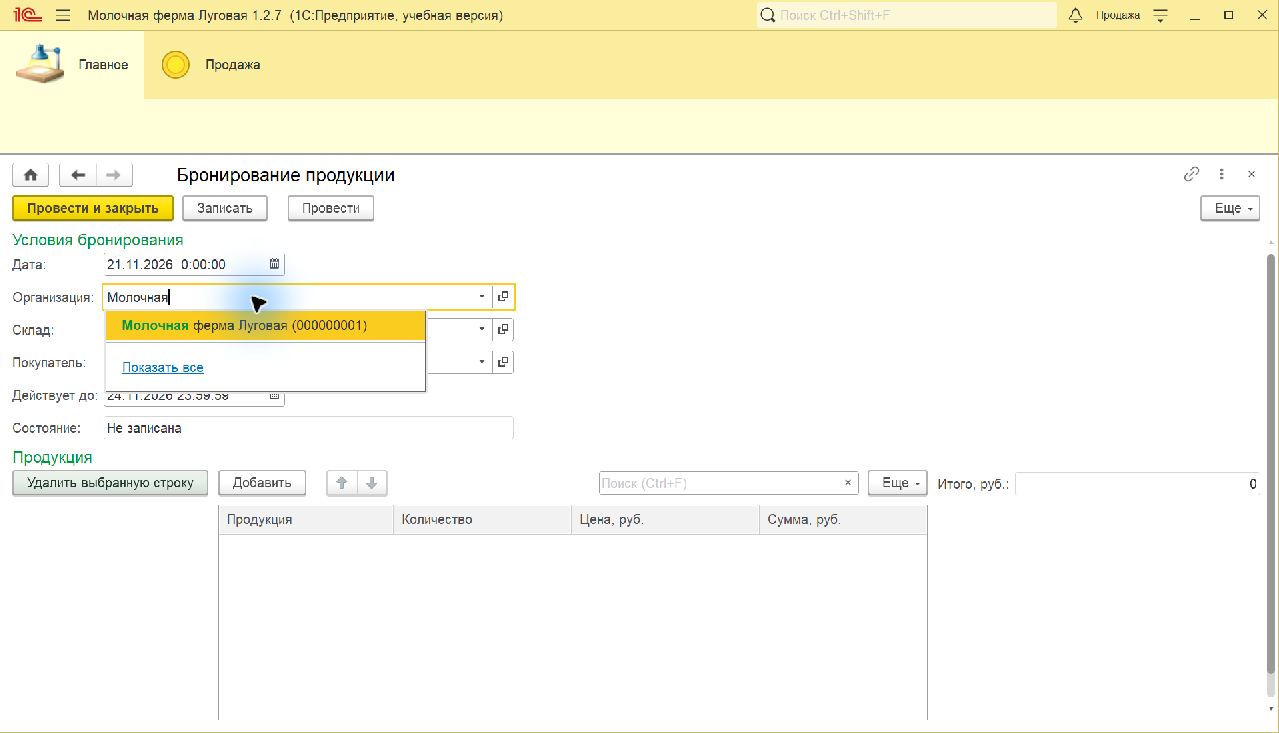 1С Молочная ферма Луговая 1.2.7 (1С:Предприятие, учебная версия) Поиск Ctrl+Shift+F Продажа
Главное Продажа
Бронирование продукции
Провести и закрыть Записать Провести Еще
Условия бронирования
Дата: 21.11.2026 0:00:00
Организация: Молочная
Молочная ферма Луговая (000000001)
Склад:
Покупатель:
Показать все
Действует до: 24.11.2026 23:59:59
Состояние: Не записана
Продукция
Удалить выбранную строку Добавить Поиск (Ctrl+F) Еще Итого, руб.: 0
Продукция Количество Цена, руб. Сумма, руб.